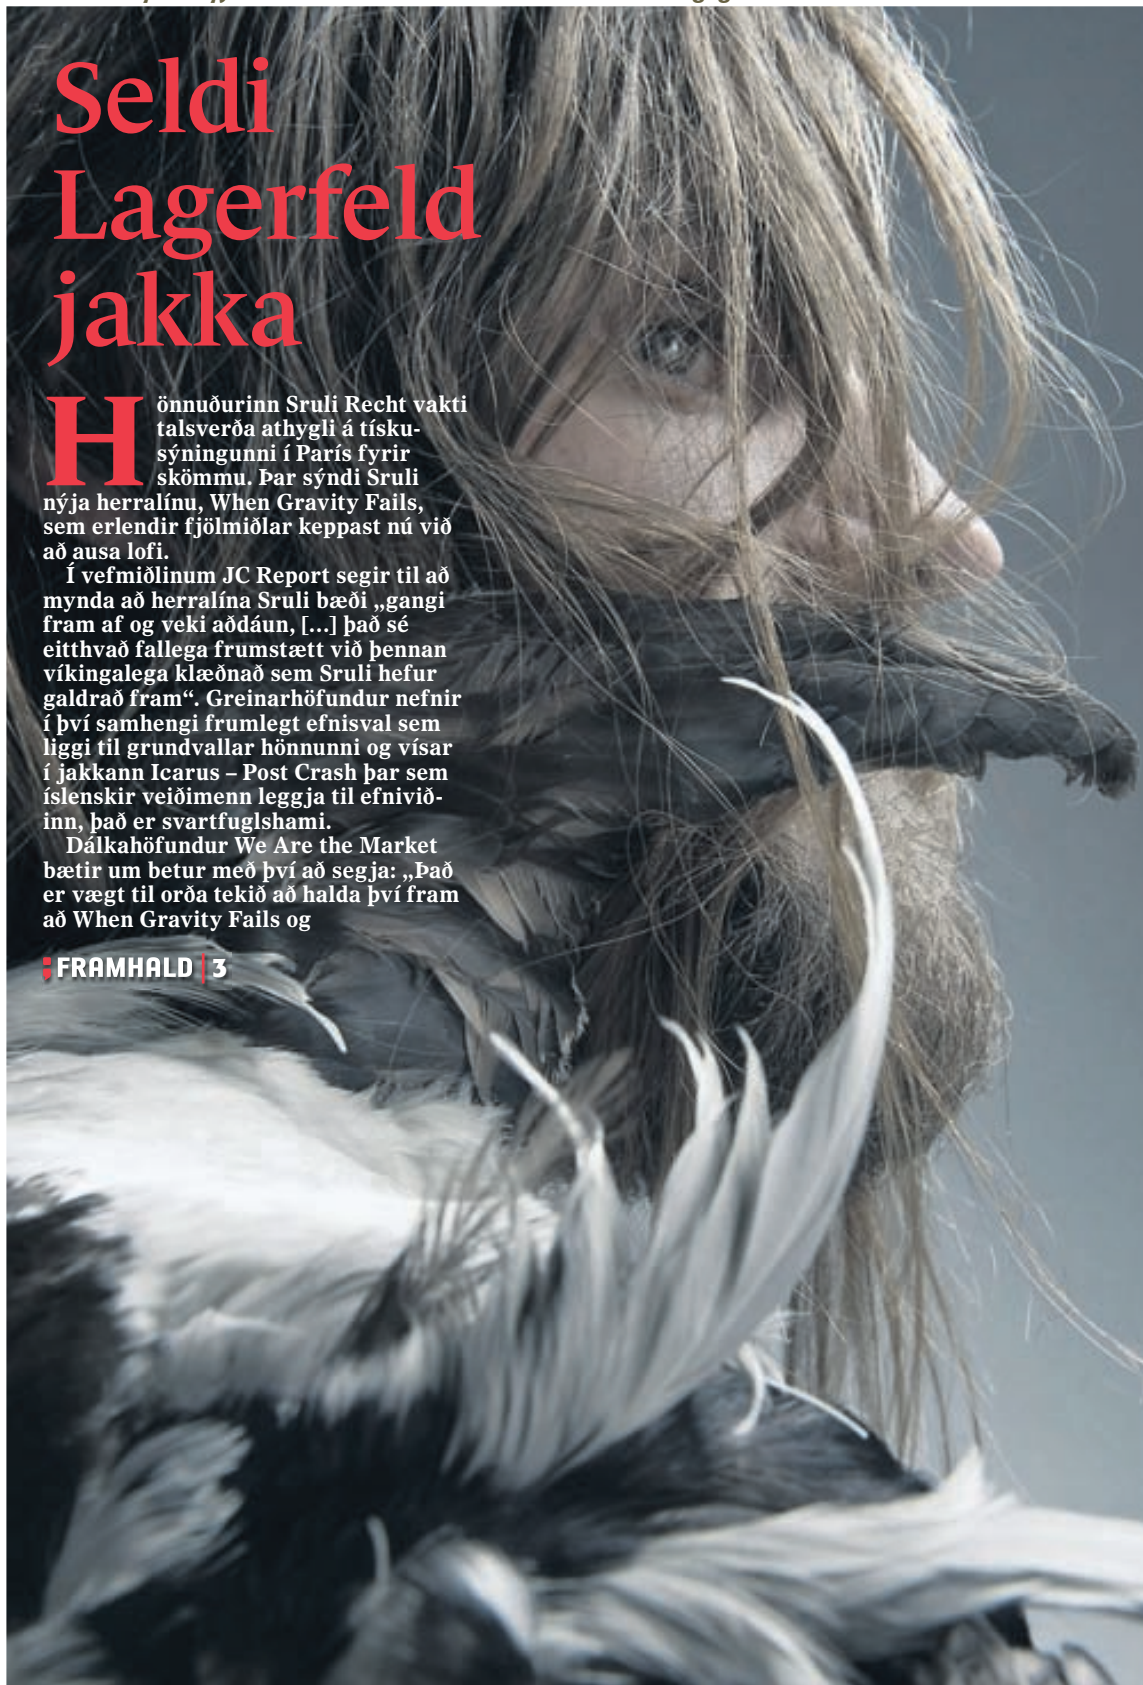 Seldi
Lagerfeld
jakka
Hönnuðurinn Sruli Recht vakti
talsverða athygli á tísku-
sýningunni í París fyrir
skömmu. Þar sýndi Sruli
nýja herralínu, When Gravity Fails,
sem erlendir fjölmiðlar keppast nú við
að ausa lofi.
Í vefmiðlinum JC Report segir til að
mynda að herralína Sruli bæði „gangi
fram af og veki aðdáun, [...] það sé
eitthvað fallega frumstætt við þennan
víkingalega klæðnað sem Sruli hefur
galdrað fram“. Greinarhöfundur nefnir
í því samhengi frumlegt efnisval sem
liggi til grundvallar hönnunni og vísar
í jakkann Icarus – Post Crash þar sem
íslenskir veiðimenn leggja til efnivið-
inn, það er svartfuglshami.
Dálkahöfundur We Are the Market
bætir um betur með því að segja: „Það
er vægt til orða tekið að halda því fram
að When Gravity Fails og
FRAMHALD | 3